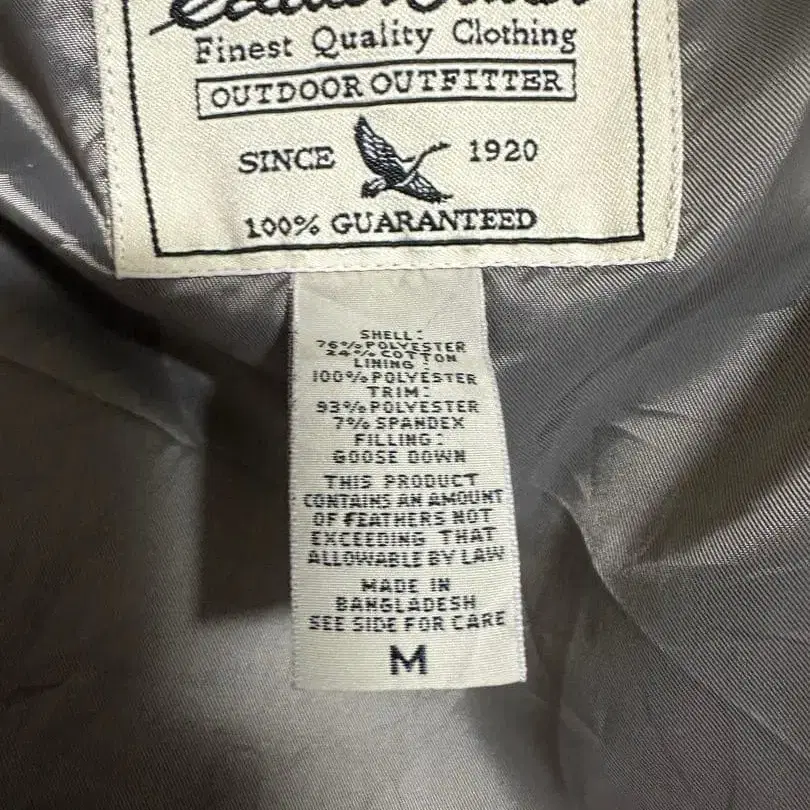 Finest Quality Clothing
OUTDOOR OUTFITTER
SINCE 1920
100% GUARANTEED
SHELL:
76% POLYESTER
24% COTTON
LINING:
100% POLYESTER
TRIM:
93% POLYESTER
7% SPANDEX
FILLING:
GOOSE DOWN
THIS PRODUCT
CONTAINS AN AMOUNT
OF FEATHERS NOT
EXCEEDING THAT
ALLOWABLE BY LAW
MADE IN
BANGLADESH
SEE SIDE FOR CARE
M